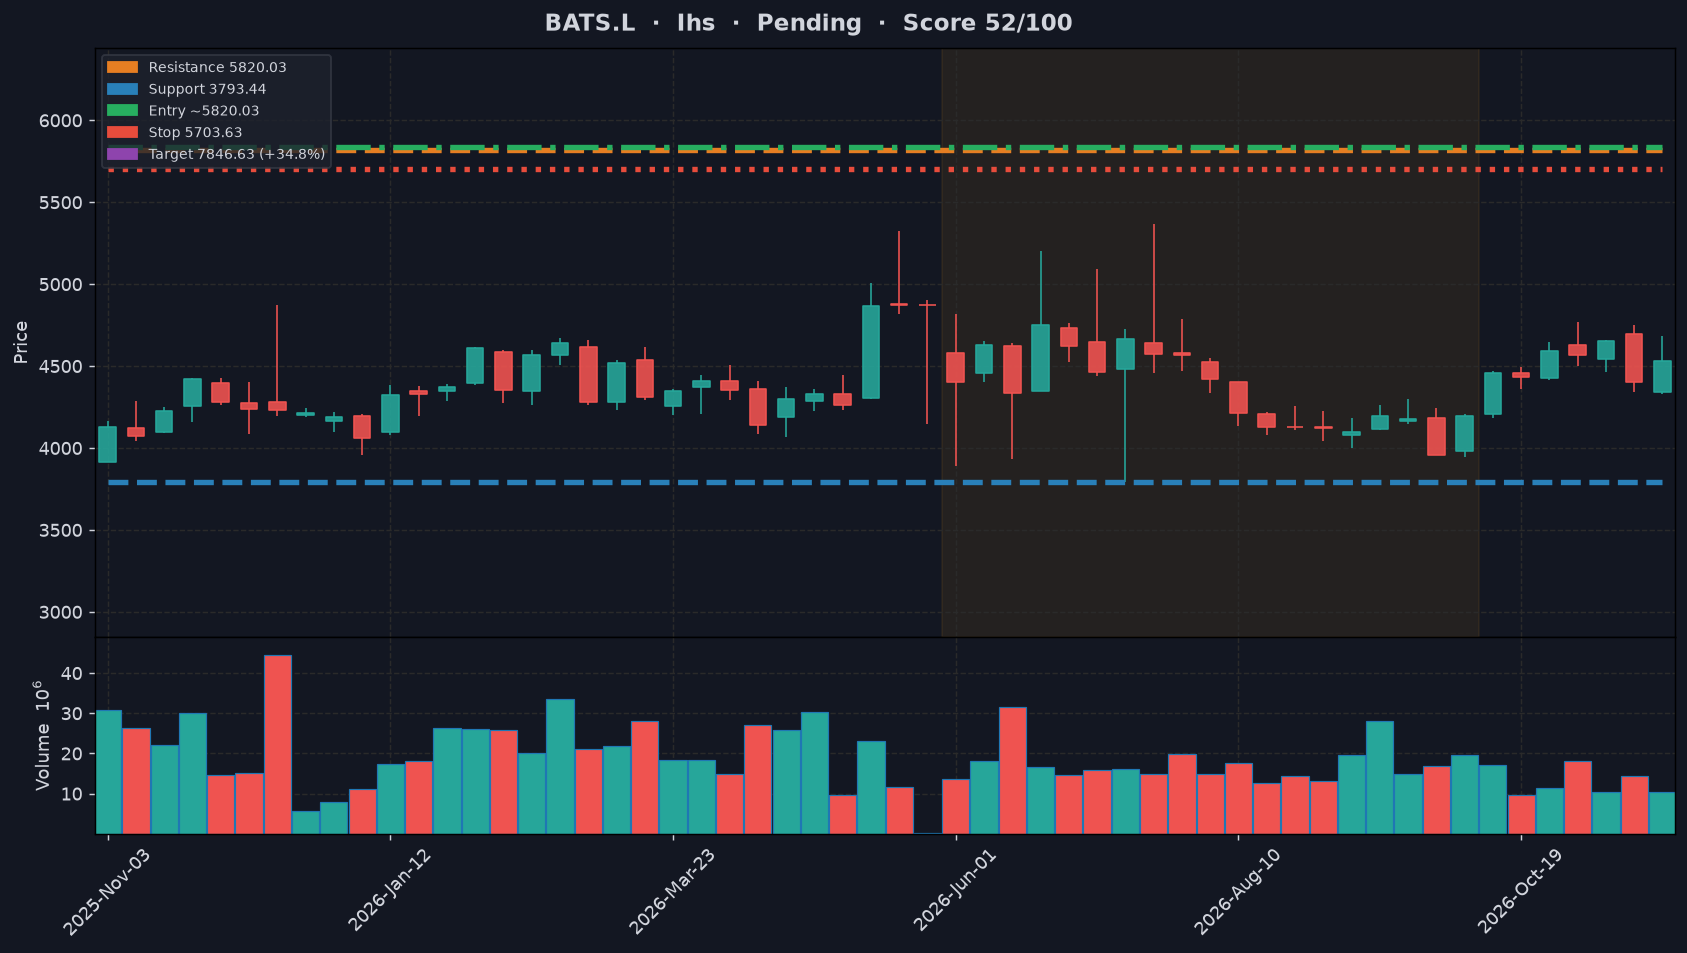 BATS.L · Ihs · Pending · Score 52/100
Resistance 5820.03
Support 3793.44
Entry ~5820.03
Stop 5703.63
Target 7846.63 (+34.8%)
6000
5500
5000
4500
4000
3500
3000
Price
40
30
20
10
Volume 10⁶
2025-Nov-03
2026-Jan-12
2026-Mar-23
2026-Jun-01
2026-Aug-10
2026-Oct-19